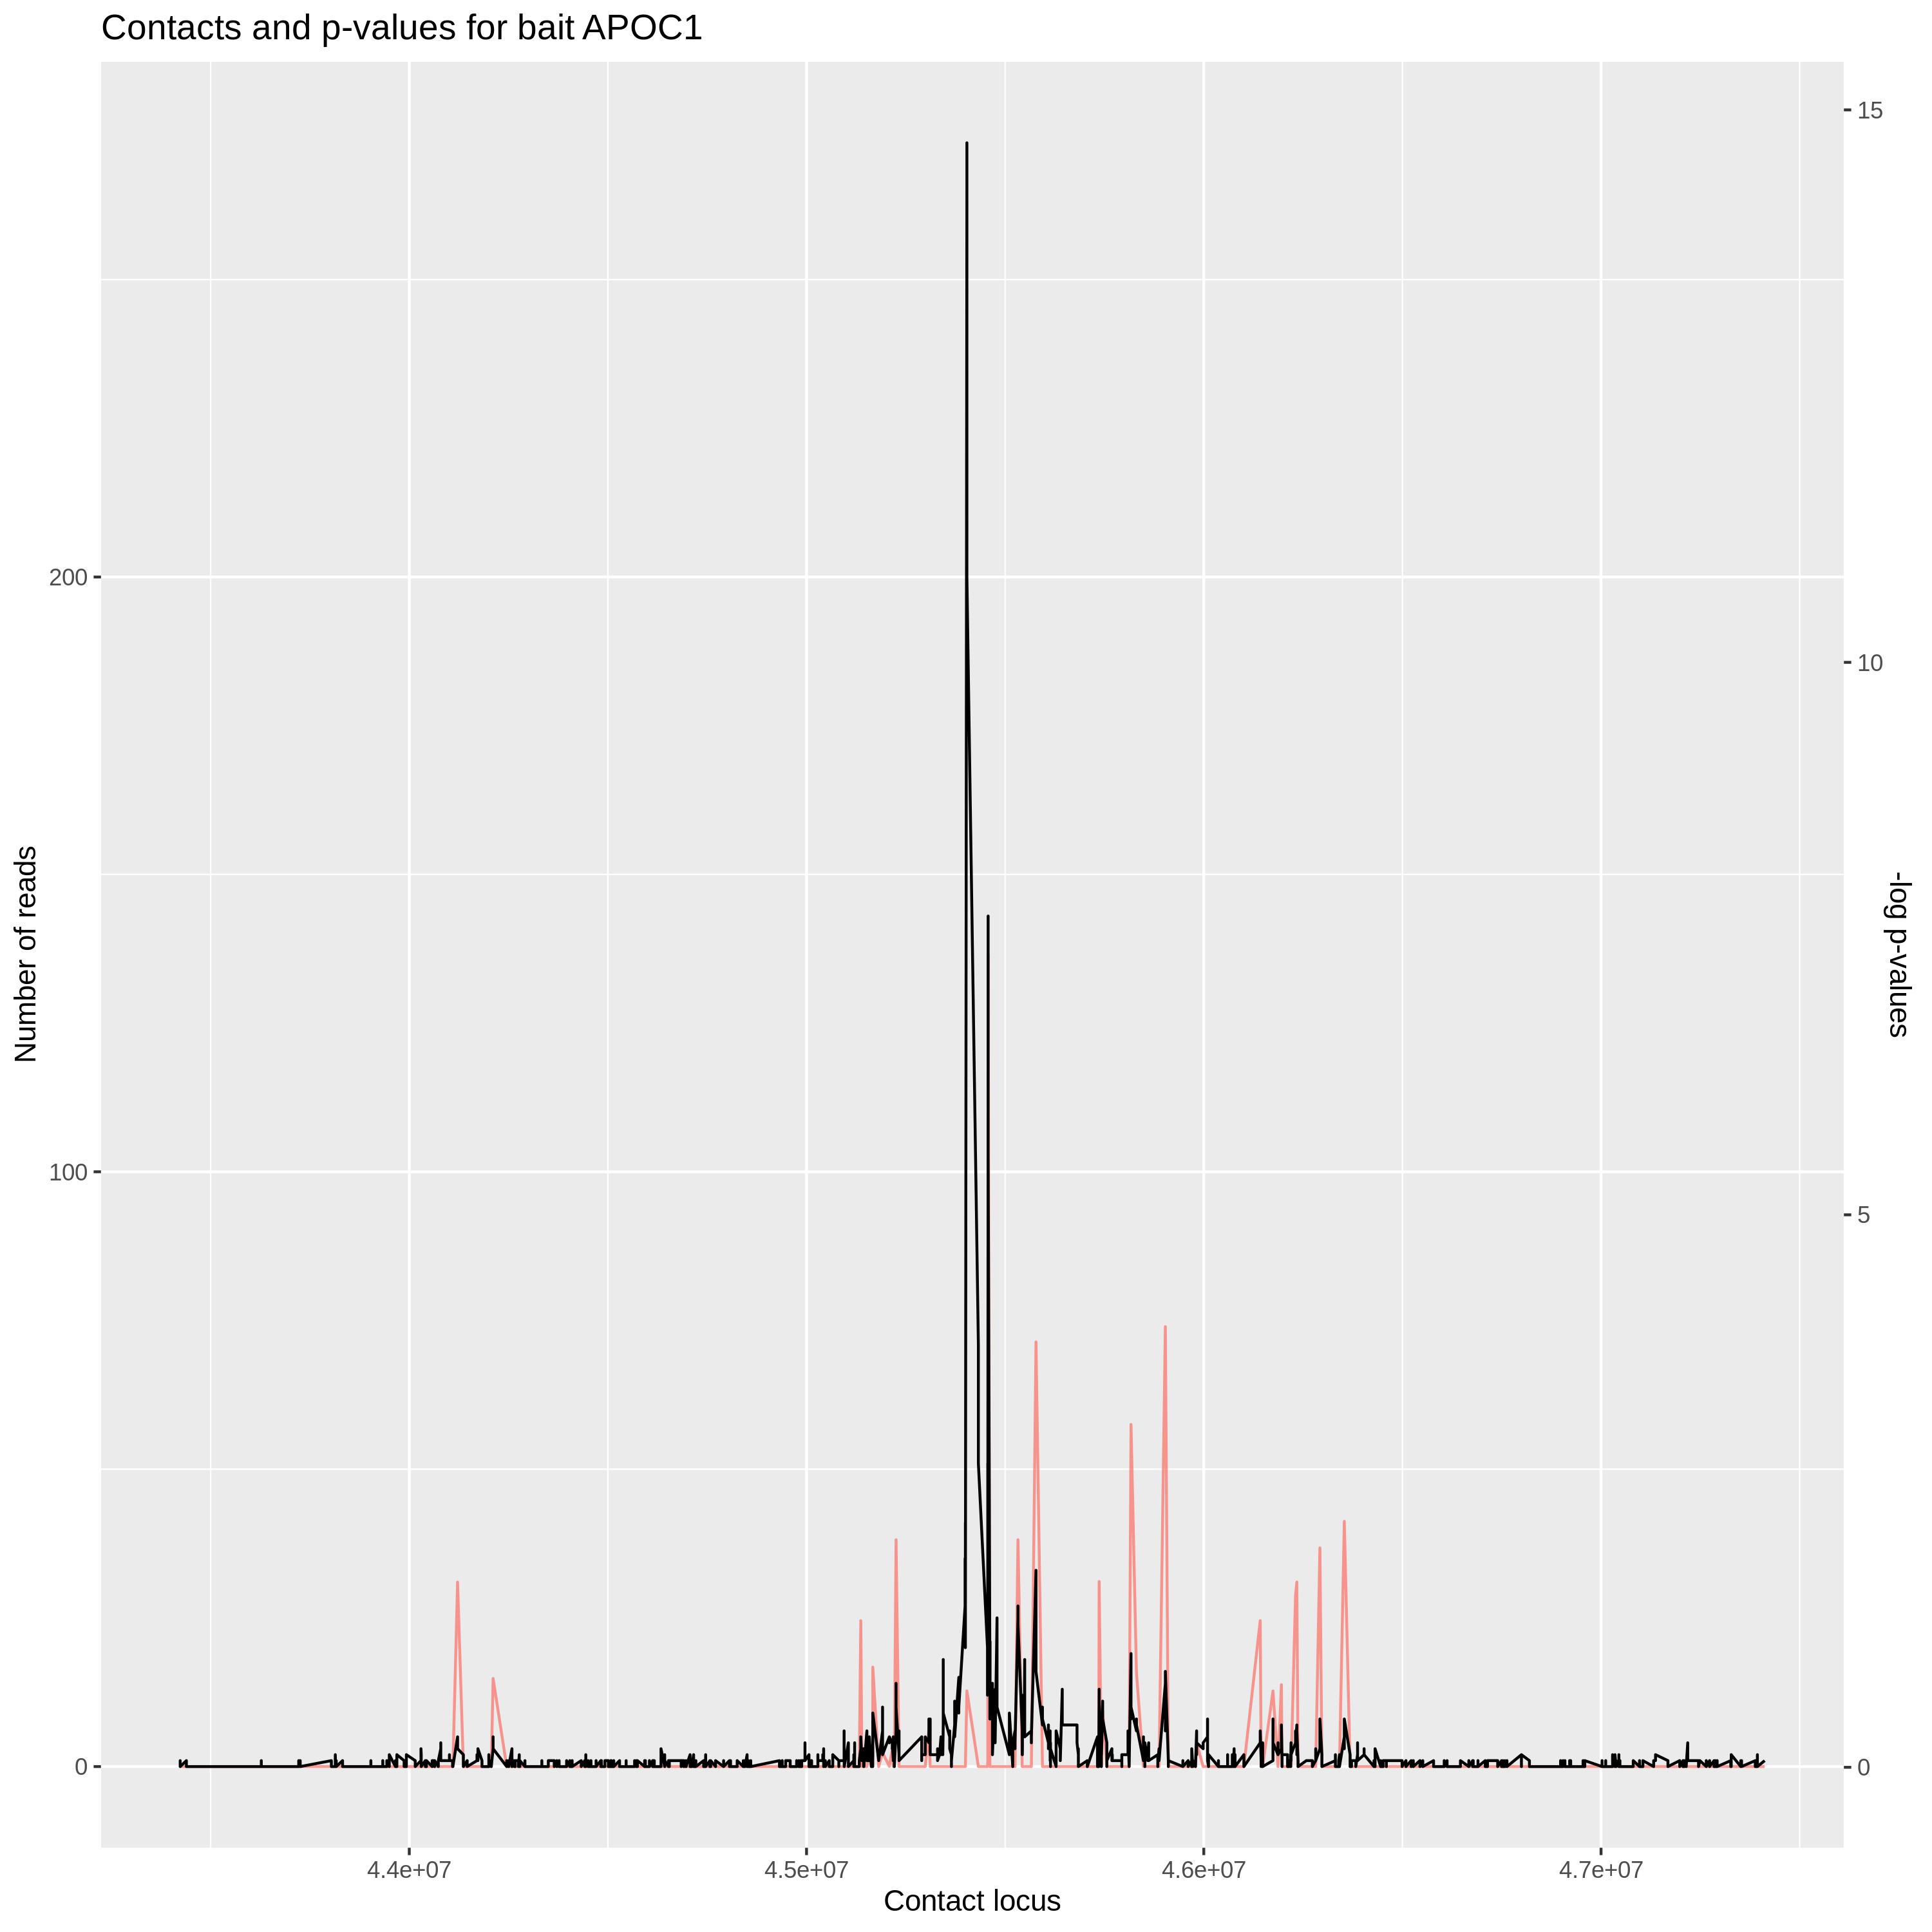 Contacts and p-values for bait APOC1
Number of reads
200
100
0
15
10
5
0
-log p-values
4.4e+07
4.5e+07
4.6e+07
4.7e+07
Contact locus